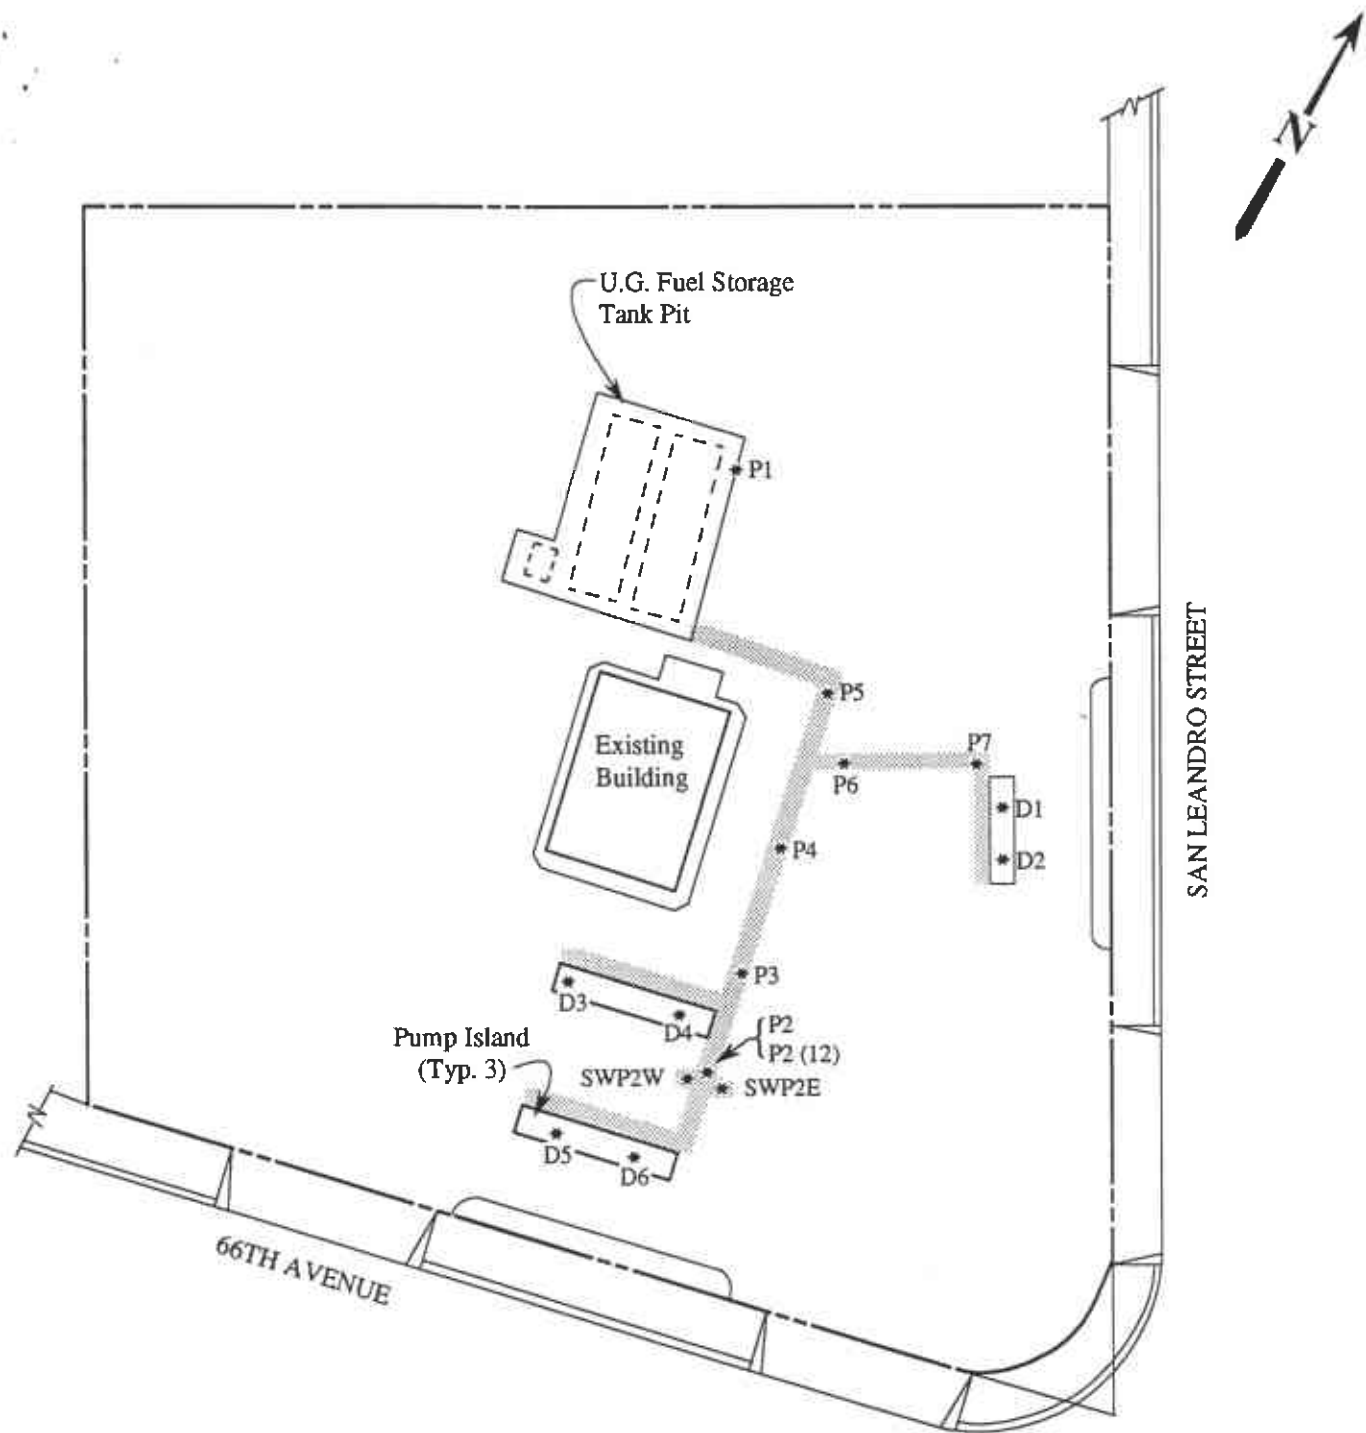 N
U.G. Fuel Storage
Tank Pit
P1
P5
Existing
Building
P7
P6
D1
P4
D2
SAN LEANDRO STREET
P3
D3
D4
P2
P2 (12)
Pump Island
(Typ. 3)
SWP2W
SWP2E
D5
D6
66TH AVENUE